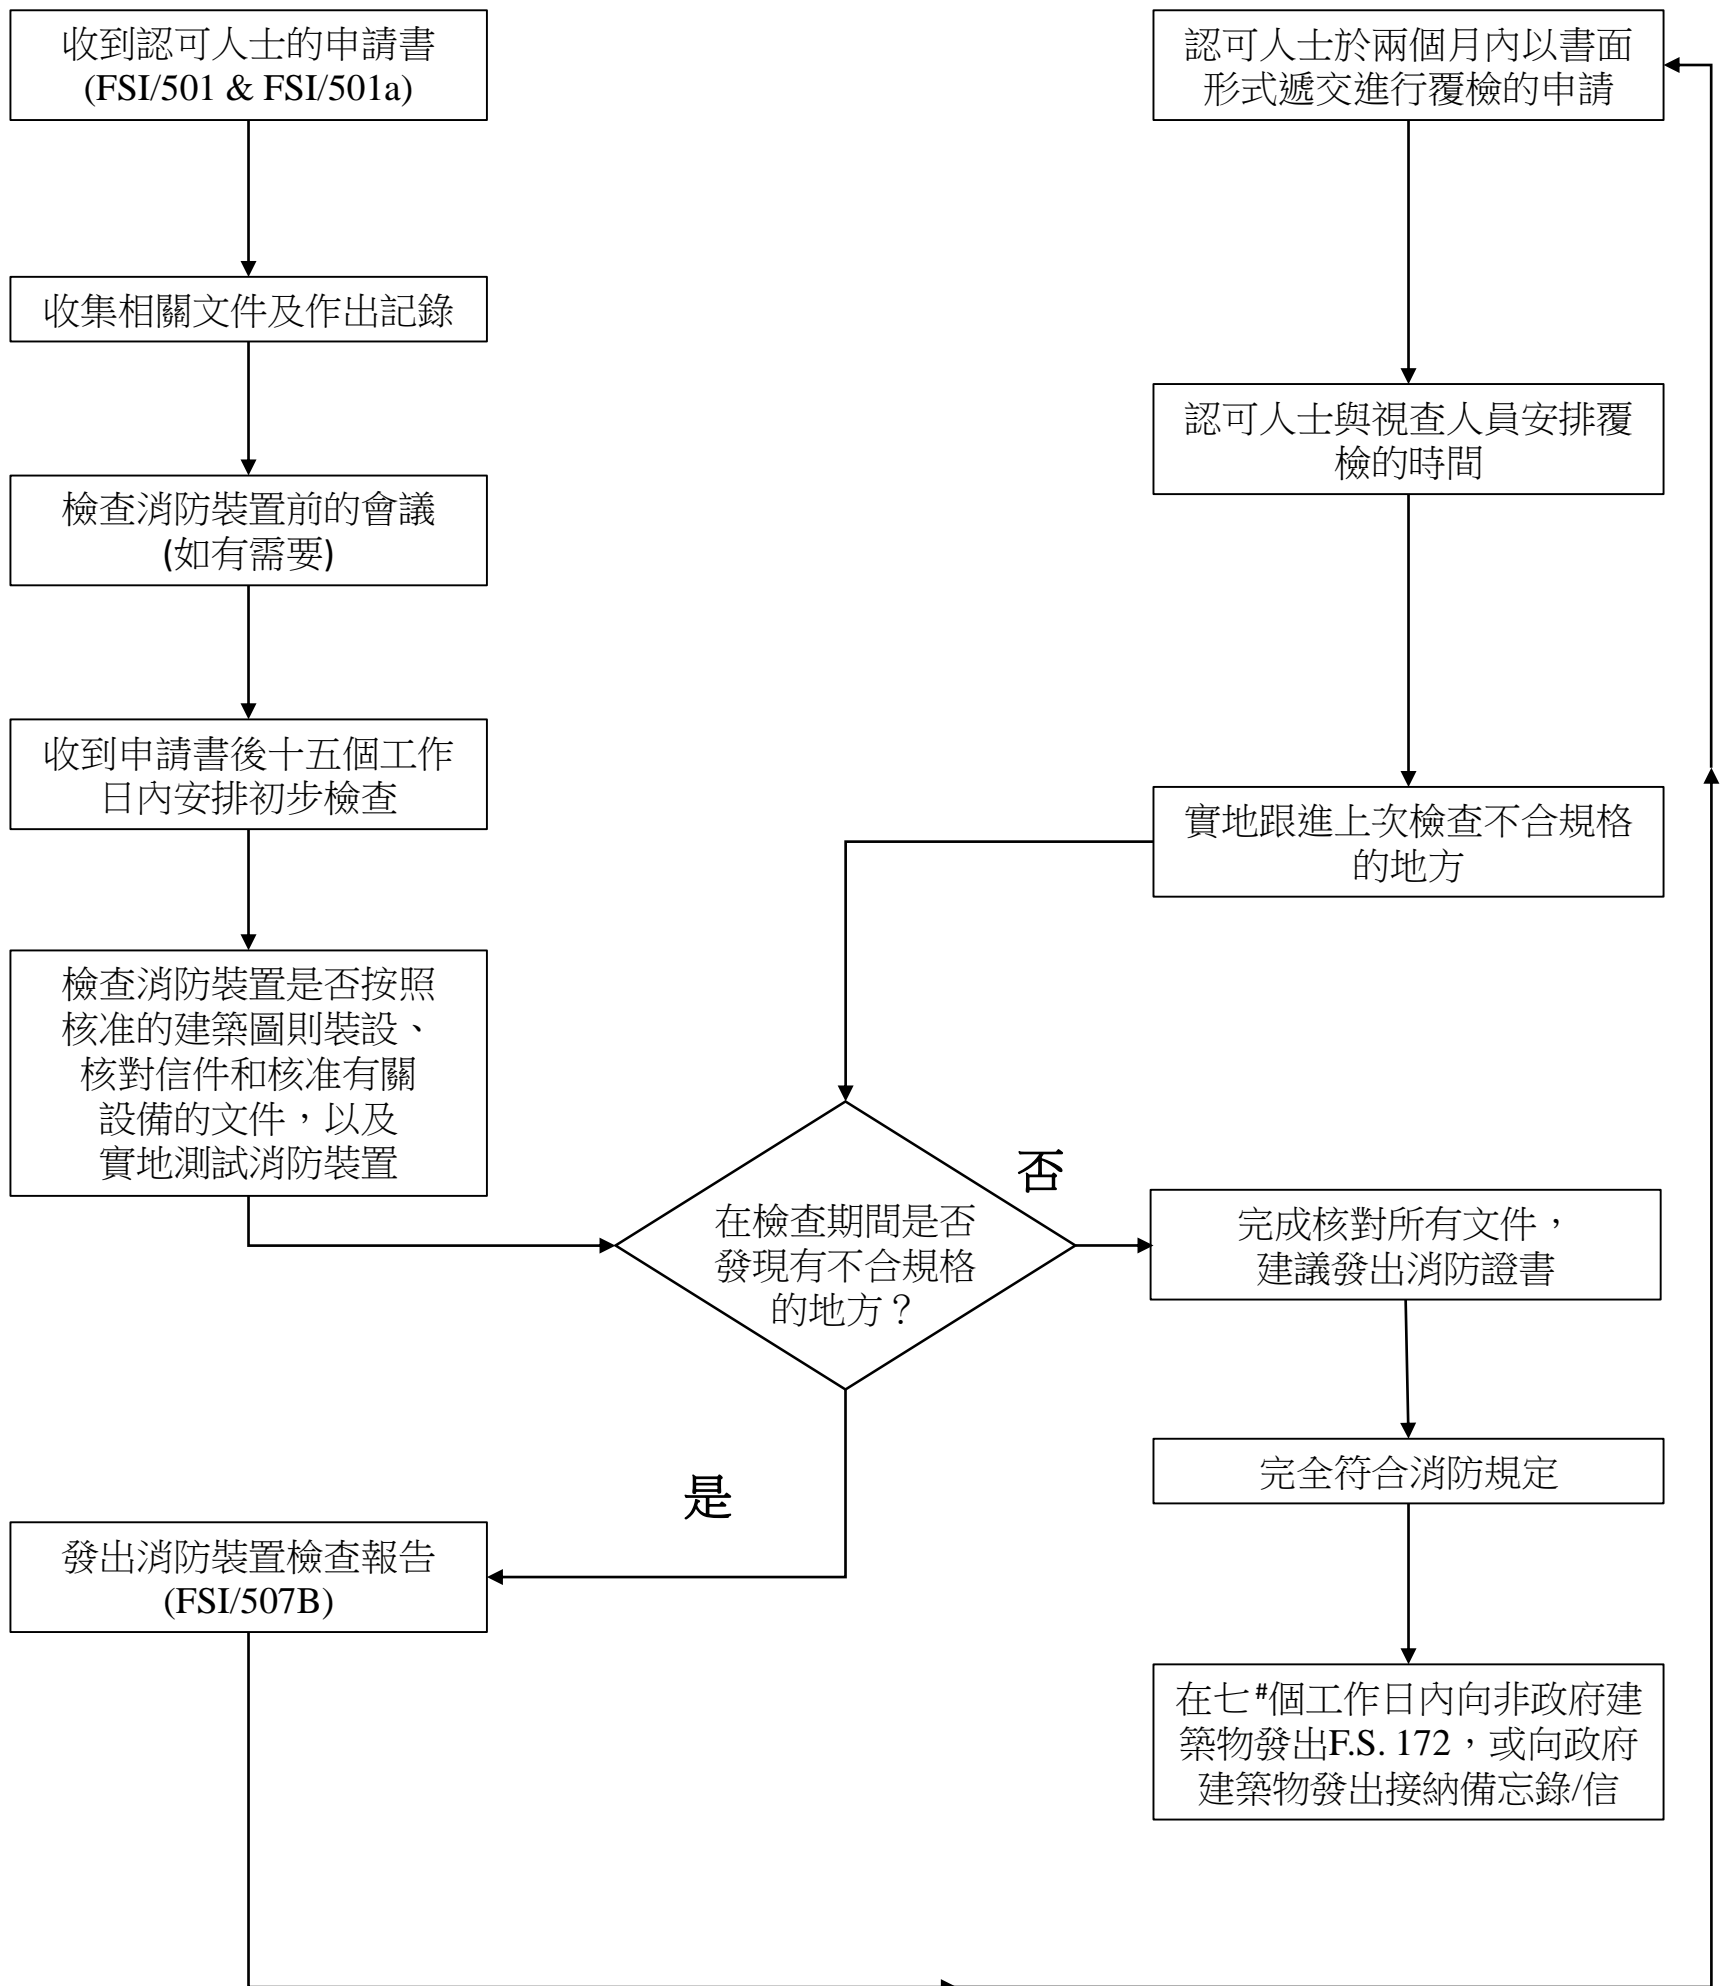 收到認可人士的申請書
(FSI/501 & FSI/501a)
收集相關文件及作出記錄
檢查消防裝置前的會議
(如有需要)
收到申請書後十五個工作
日內安排初步檢查
檢查消防裝置是否按照
核准的建築圖則裝設、
核對信件和核准有關
設備的文件，以及
實地測試消防裝置
在檢查期間是否
發現有不合規格
的地方？
是
發出消防裝置檢查報告
(FSI/507B)
認可人士於兩個月內以書面
形式遞交進行覆檢的申請
認可人士與視查人員安排覆
檢的時間
實地跟進上次檢查不合規格
的地方
否
完成核對所有文件，
建議發出消防證書
完全符合消防規定
在七#個工作日內向非政府建
築物發出F.S. 172，或向政府
建築物發出接納備忘錄/信